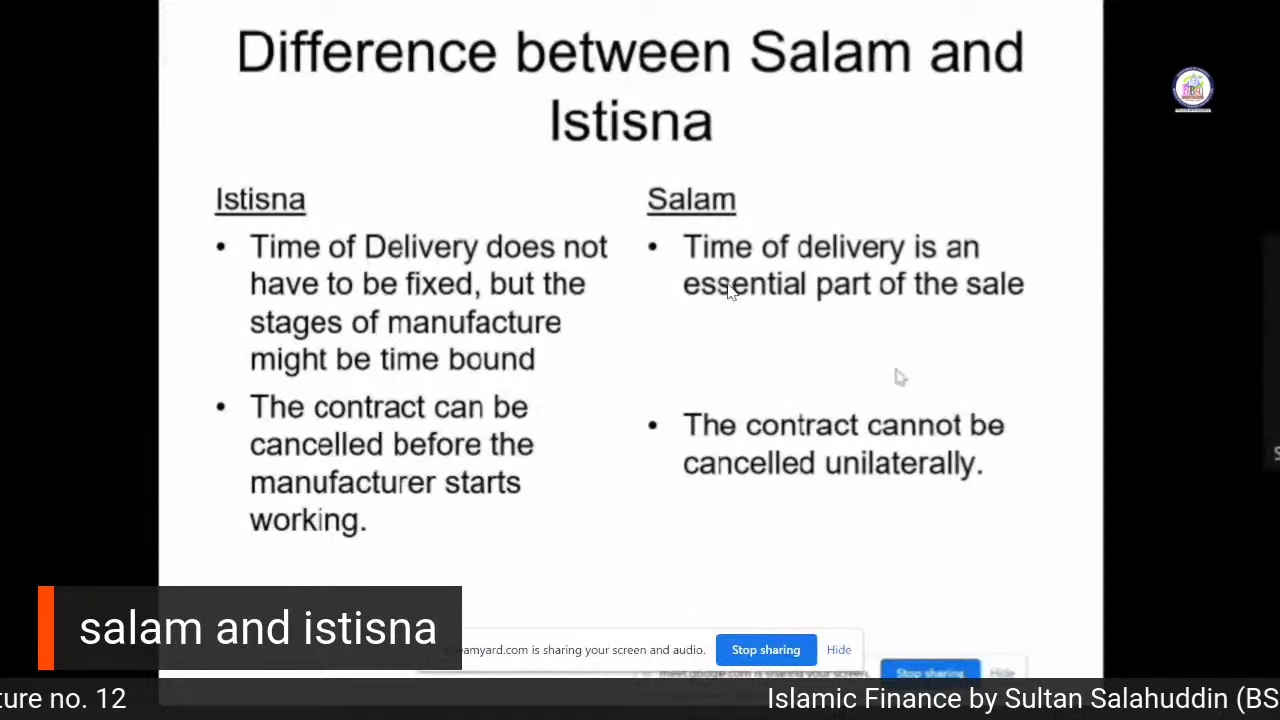 Difference between Salam and
Istisna
Istisna
• Time of Delivery does not
have to be fixed, but the
stages of manufacture
might be time bound
• The contract can be
cancelled before the
manufacturer starts
working.
Salam
• Time of delivery is an
essential part of the sale
• The contract cannot be
cancelled unilaterally.
salam and istisna
streamyard.com is sharing your screen and audio. Stop sharing Hide
meet.google.com is sharing your screen. Stop sharing Hide
ture no. 12
Islamic Finance by Sultan Salahuddin (BS